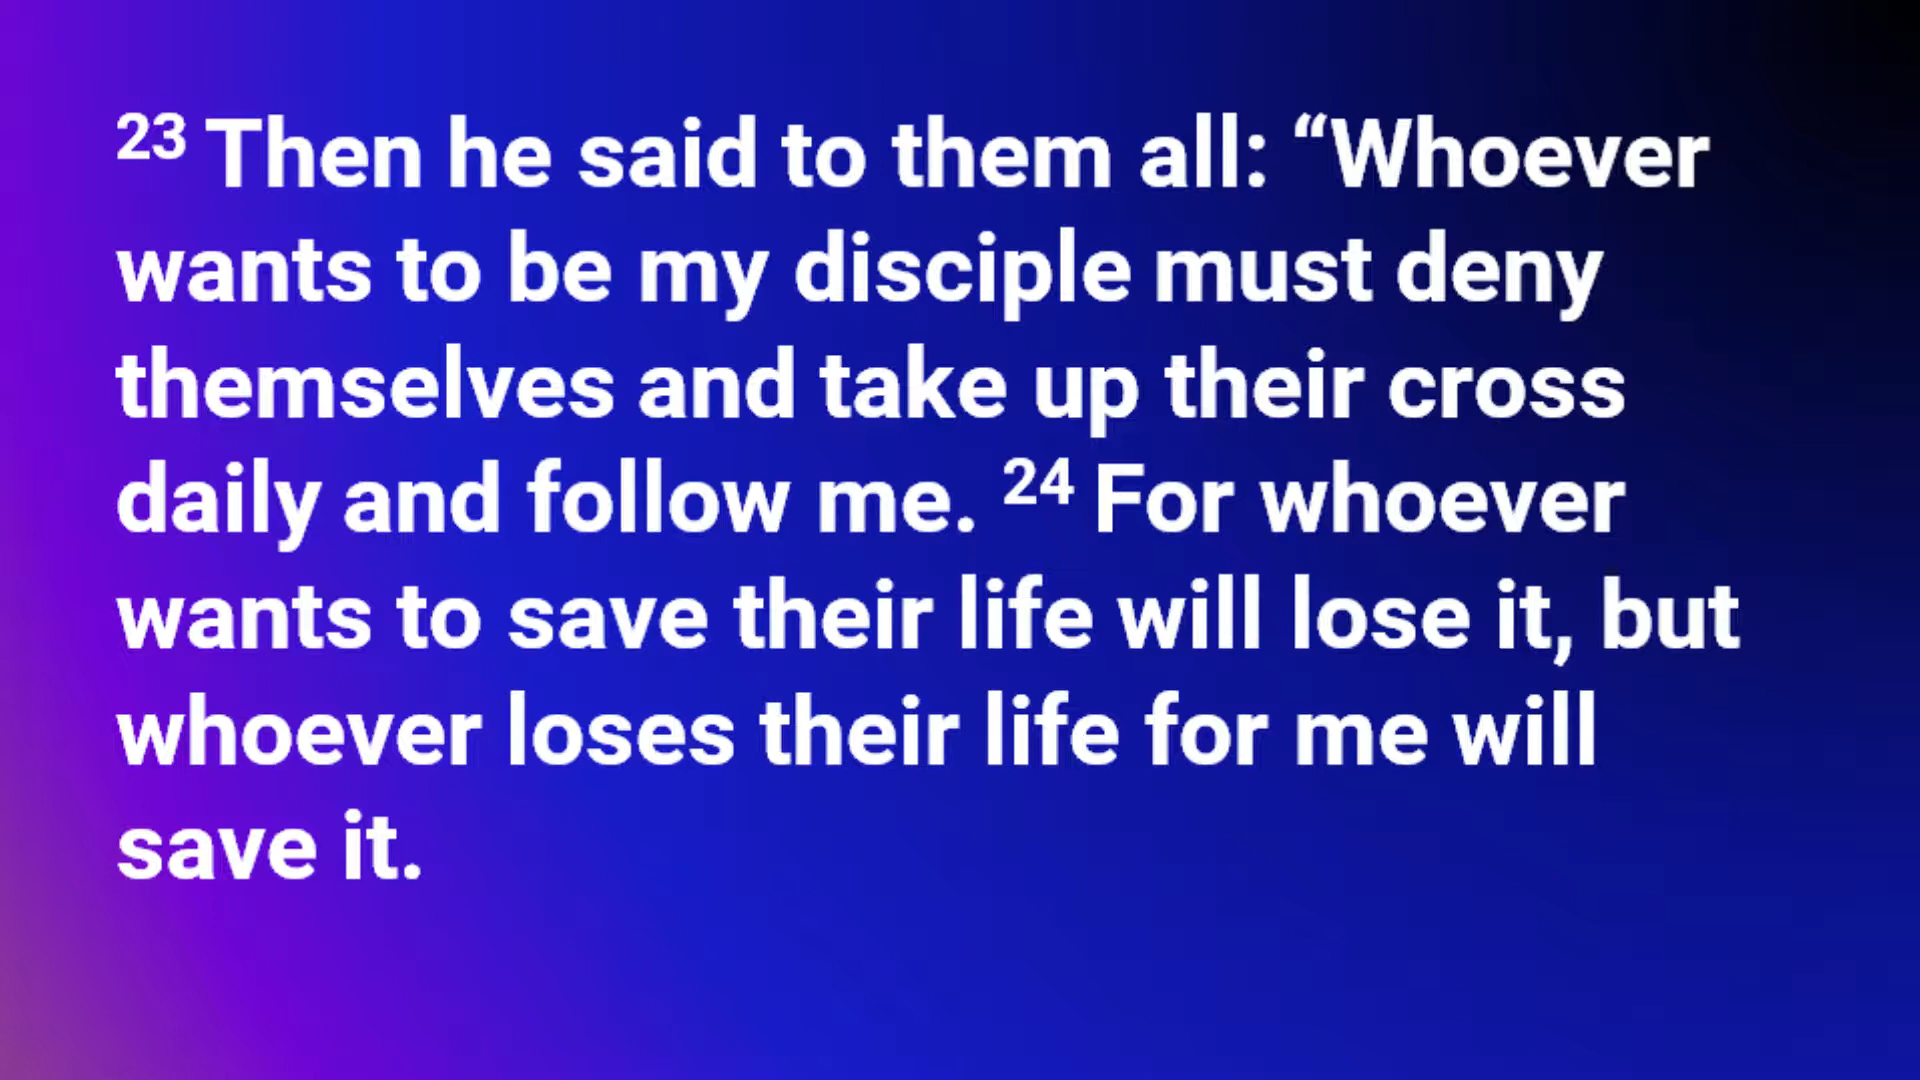 23 Then he said to them all: “Whoever
wants to be my disciple must deny
themselves and take up their cross
daily and follow me. 24 For whoever
wants to save their life will lose it, but
whoever loses their life for me will
save it.